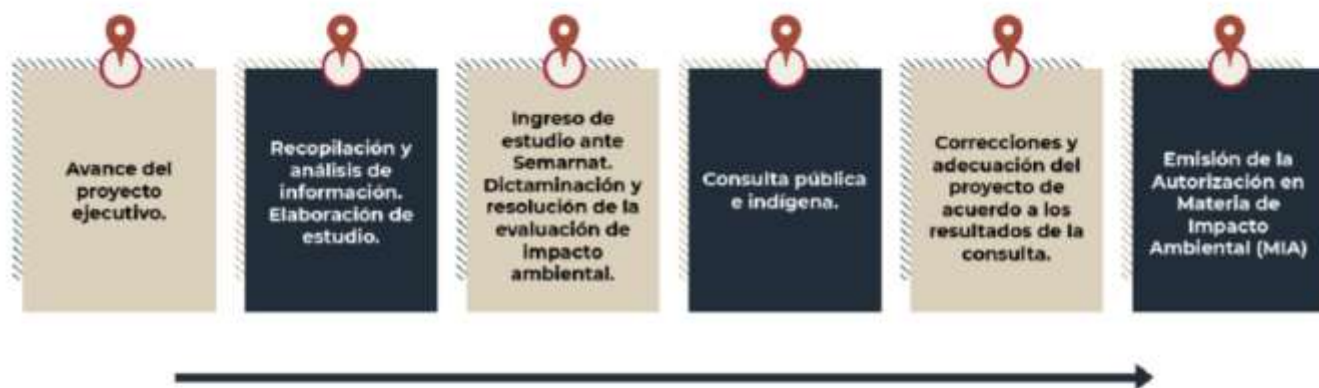 Avance del
proyecto
ejecutivo.
Recopilación y
análisis de
información.
Elaboración de
estudio.
Ingreso de
estudio ante
Semarnat.
Dictaminación y
resolución de la
evaluación de
impacto
ambiental.
Consulta pública
e indígena.
Correcciones y
adecuación del
proyecto de
acuerdo a los
resultados de la
consulta.
Emisión de la
Autorización en
Materia de
Impacto
Ambiental (MIA)